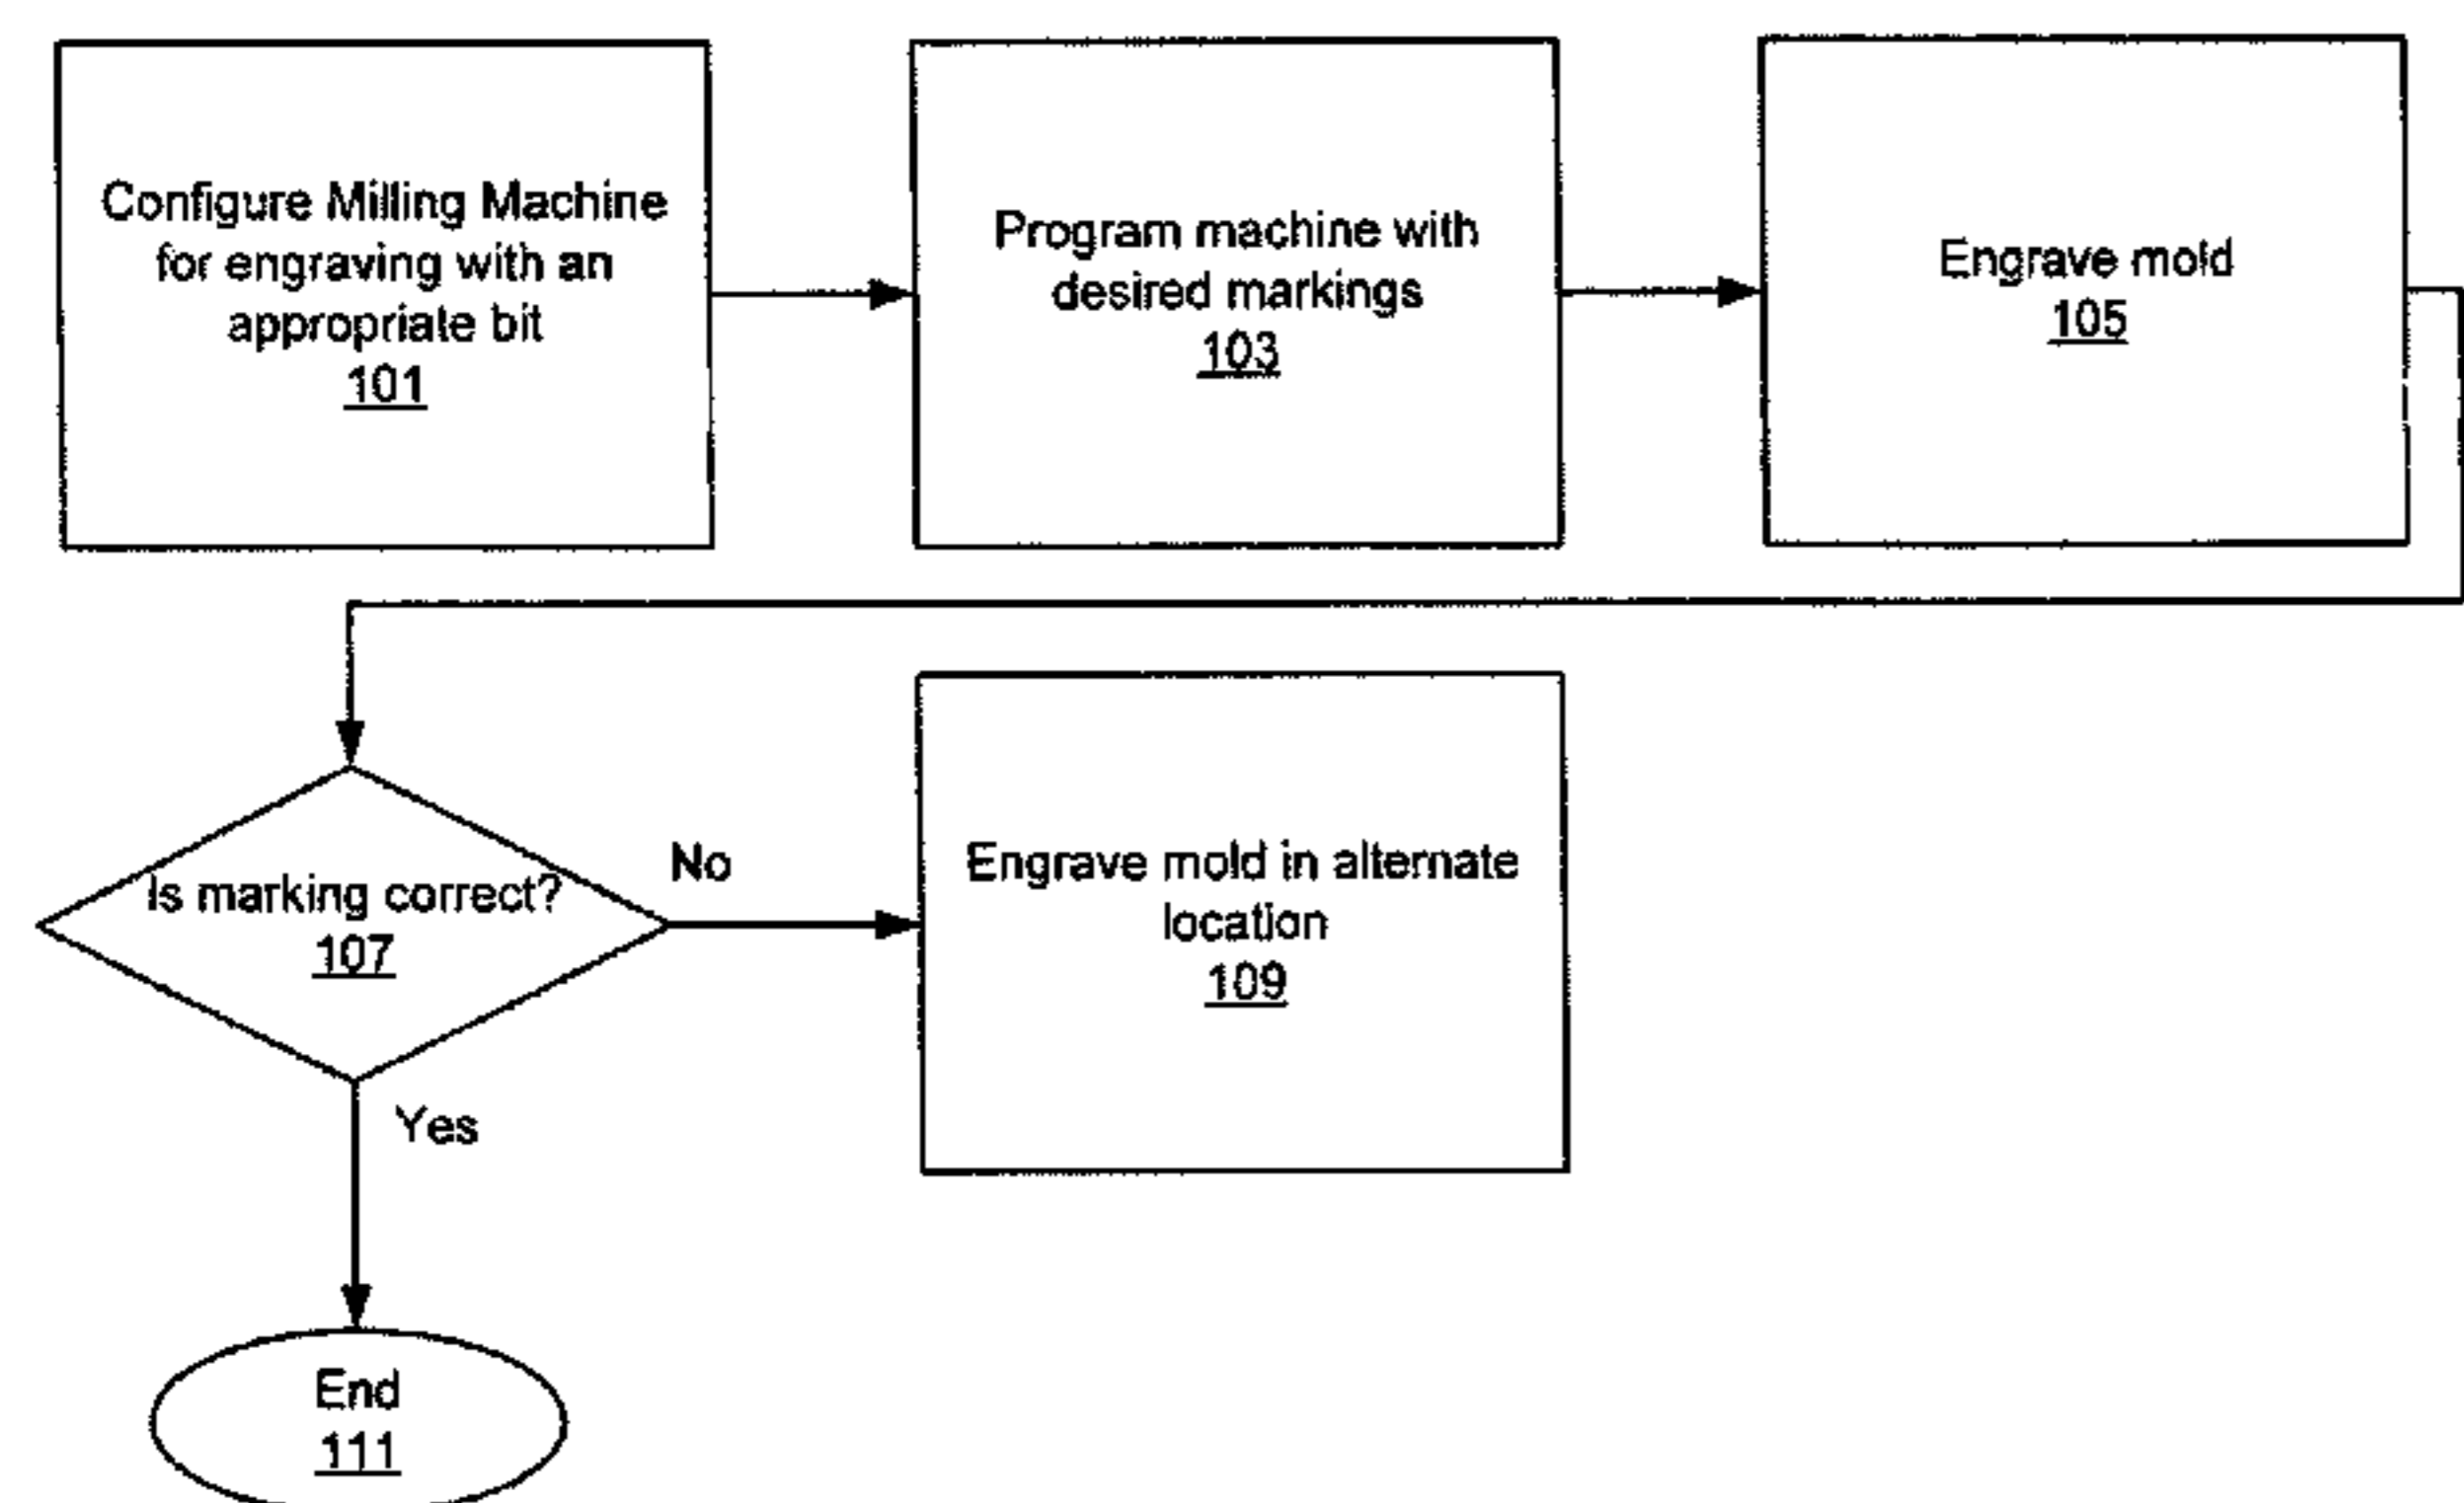 Configure Milling Machine
for engraving with an
appropriate bit
101
Program machine with
desired markings
103
Engrave mold
105
Is marking correct?
107
No
Engrave mold in alternate
location
109
Yes
End
111